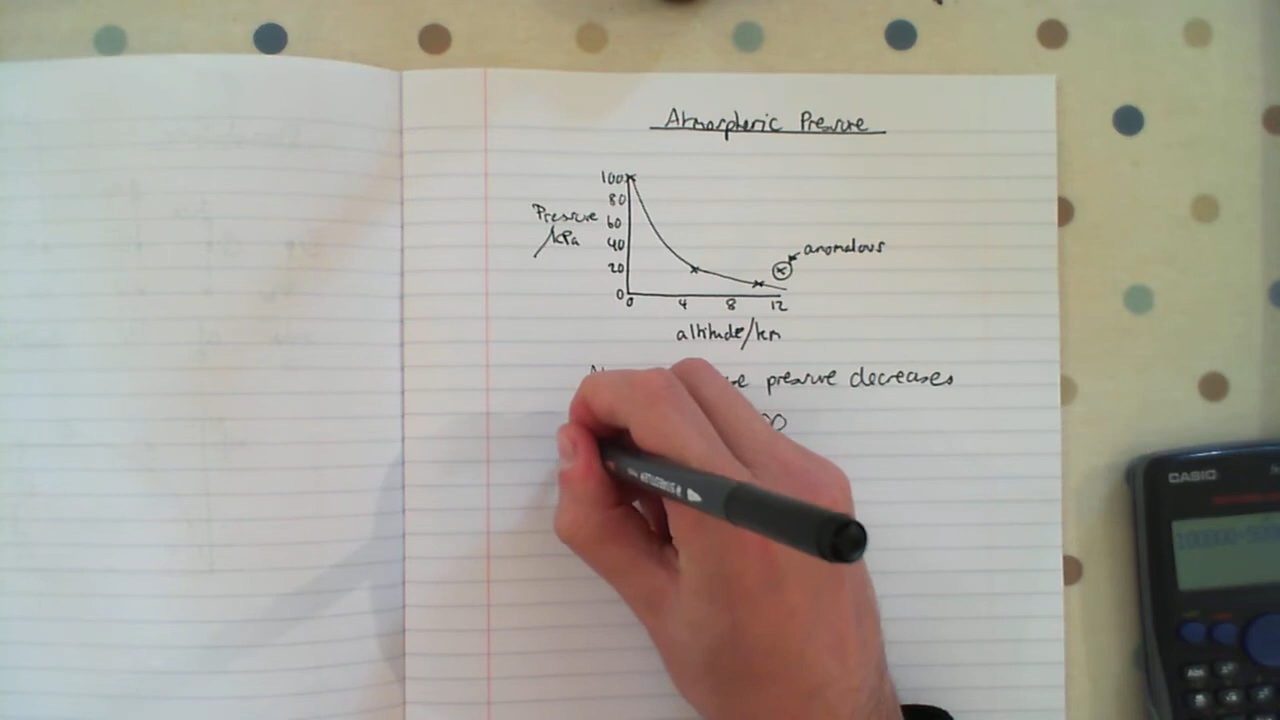 Atmospheric Pressure
100
80
Pressure
60
/kPa
40
anomalous
20
0
0 4 8 12
altitude/km
pressure decreases
STAEDTLER
CASIO